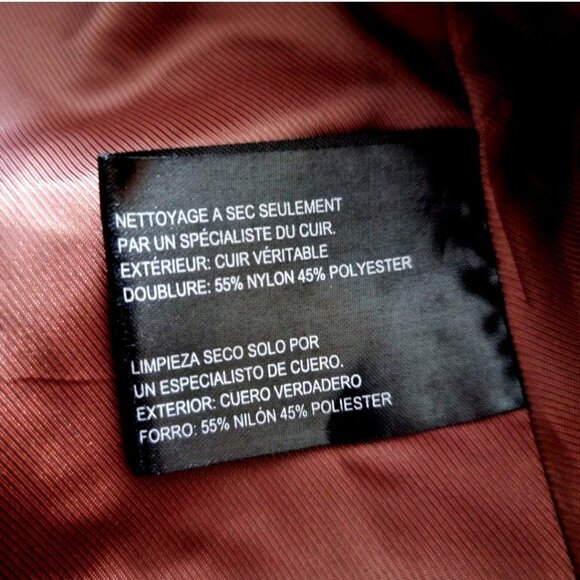 NETTOYAGE A SEC SEULEMENT
PAR UN SPÉCIALISTE DU CUIR.
EXTÉRIEUR: CUIR VÉRITABLE
DOUBLURE: 55% NYLON 45% POLYESTER
LIMPIEZA SECO SOLO POR
UN ESPECIALISTO DE CUERO.
EXTERIOR: CUERO VERDADERO
FORRO: 55% NILÓN 45% POLIESTER